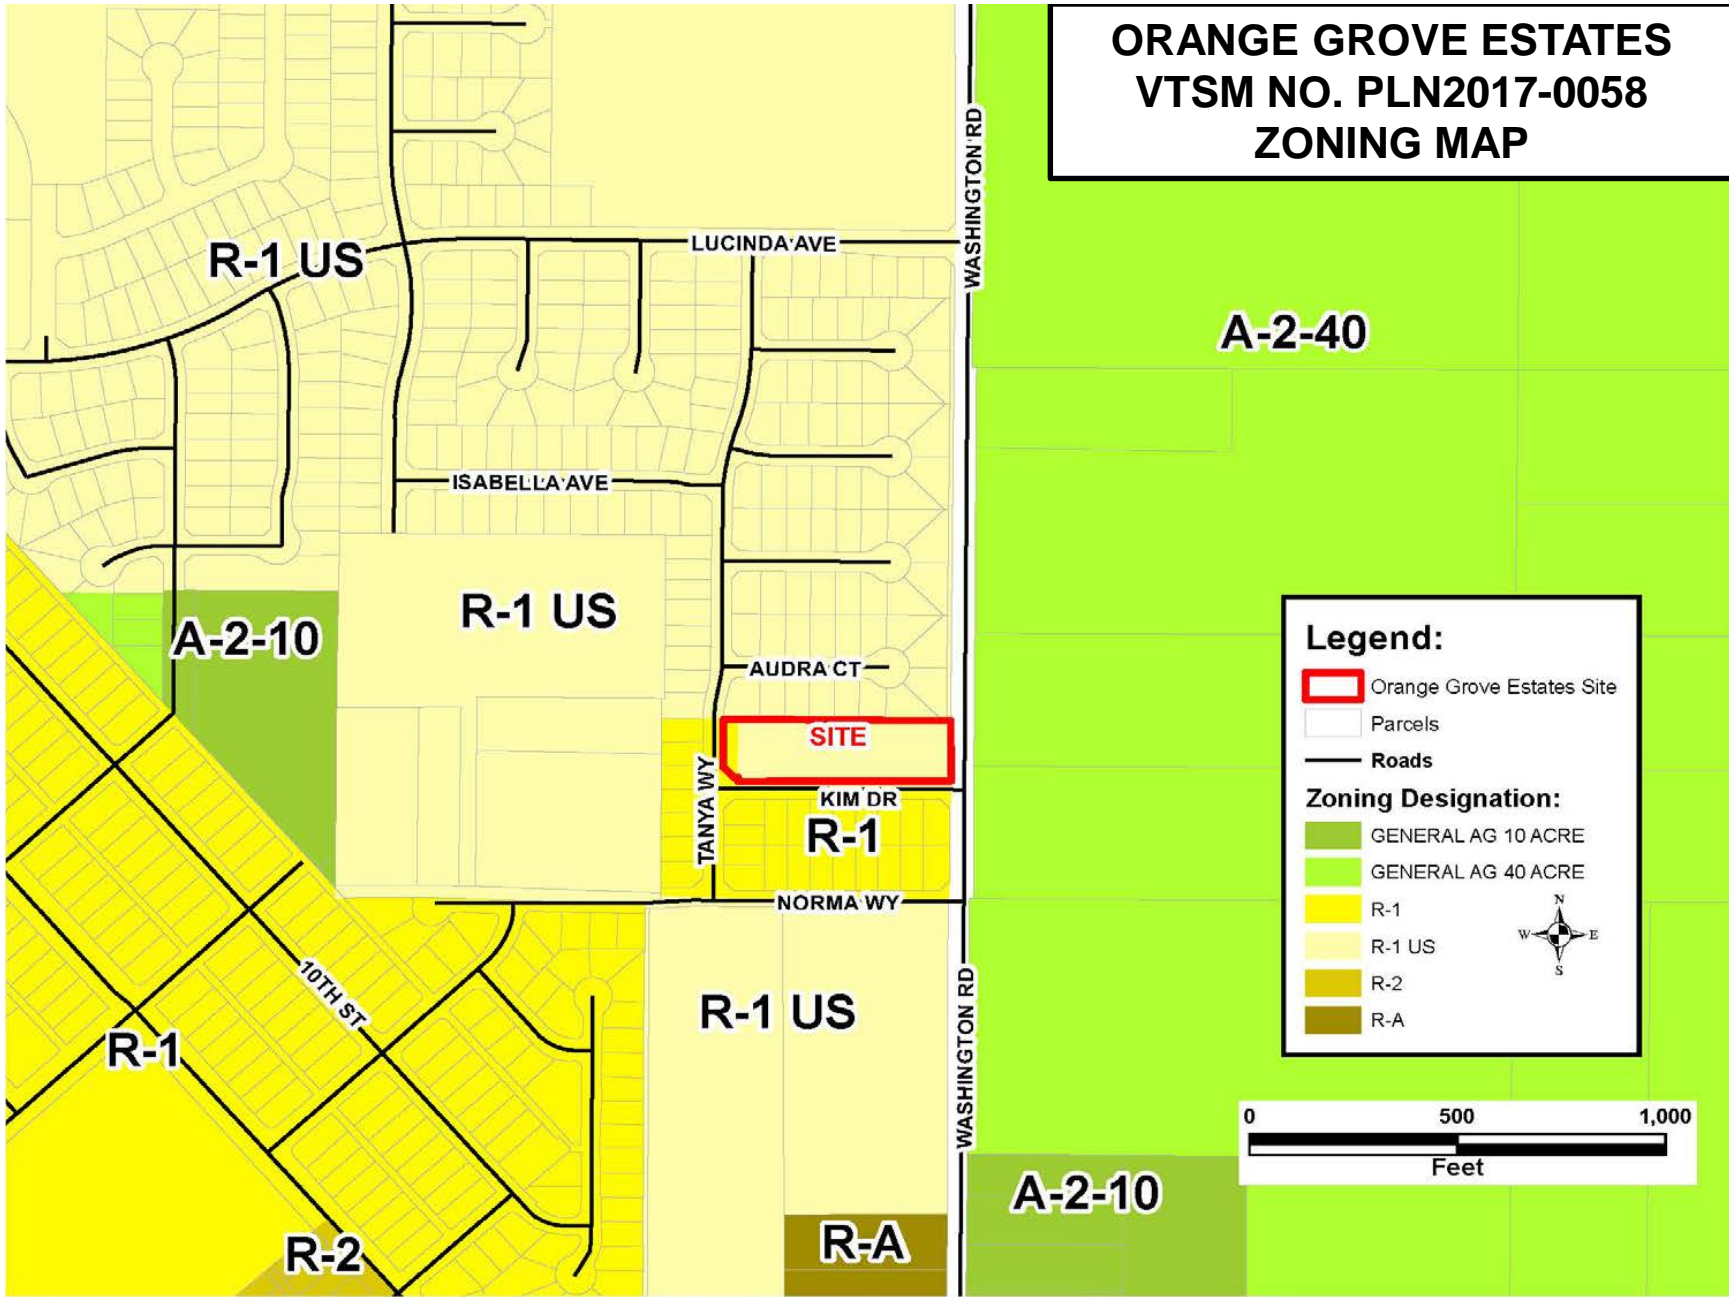 ORANGE GROVE ESTATES
VTSM NO. PLN2017-0058
ZONING MAP
WASHINGTON RD
LUCINDA AVE
R-1 US
A-2-40
ISABELLA AVE
R-1 US
A-2-10
AUDRA CT
SITE
TANYA WY
KIM DR
R-1
NORMA WY
10TH ST
R-1 US
WASHINGTON RD
R-1
A-2-10
R-A
R-2
Legend:
Orange Grove Estates Site
Parcels
Roads
Zoning Designation:
GENERAL AG 10 ACRE
GENERAL AG 40 ACRE
R-1
R-1 US
R-2
R-A
N
W E
S
0 500 1,000
Feet